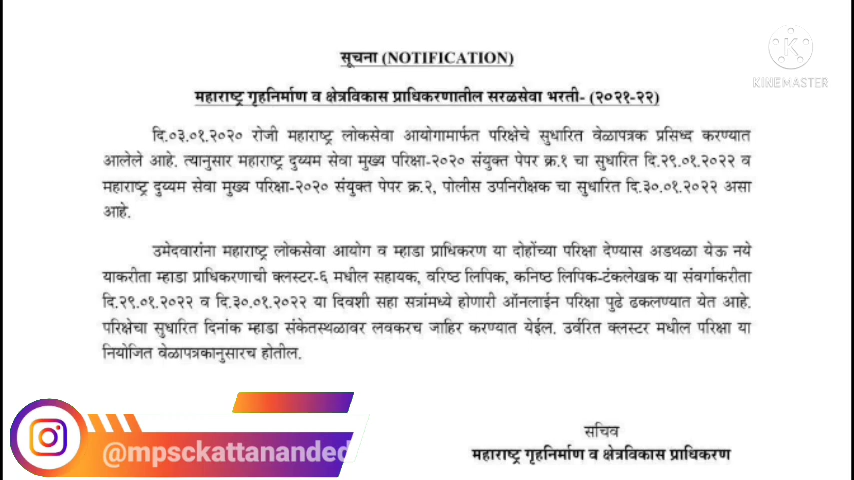 सूचना (NOTIFICATION)
KINEMASTER
महाराष्ट्र गृहनिर्माण व क्षेत्रविकास प्राधिकरणातील सरळसेवा भरती- (२०२१-२२)
दि.०३.०१.२०२० रोजी महाराष्ट्र लोकसेवा आयोगामार्फत परिक्षेचे सुधारित वेळापत्रक प्रसिध्द करण्यात
आलेले आहे. त्यानुसार महाराष्ट्र दुय्यम सेवा मुख्य परिक्षा-२०२० संयुक्त पेपर क्र.१ चा सुधारित दि.२९.०१.२०२२ व
महाराष्ट्र दुय्यम सेवा मुख्य परिक्षा-२०२० संयुक्त पेपर क्र.२, पोलीस उपनिरीक्षक चा सुधारित दि.३०.०१.२०२२ असा
आहे.
उमेदवारांना महाराष्ट्र लोकसेवा आयोग व म्हाडा प्राधिकरण या दोहोंच्या परिक्षा देण्यास अडथळा येऊ नये
याकरीता म्हाडा प्राधिकरणाची क्लस्टर-६ मधील सहायक, वरिष्ठ लिपिक, कनिष्ठ लिपिक-टंकलेखक या संवर्गाकरीता
दि.२९.०१.२०२२ व दि.३०.०१.२०२२ या दिवशी सहा सत्रांमध्ये होणारी ऑनलाईन परिक्षा पुढे ढकलण्यात येत आहे.
परिक्षेचा सुधारित दिनांक म्हाडा संकेतस्थळावर लवकरच जाहिर करण्यात येईल. उर्वरित क्लस्टर मधील परिक्षा या
नियोजित वेळापत्रकानुसारच होतील.
सचिव
महाराष्ट्र गृहनिर्माण व क्षेत्रविकास प्राधिकरण
@mpsckattananded